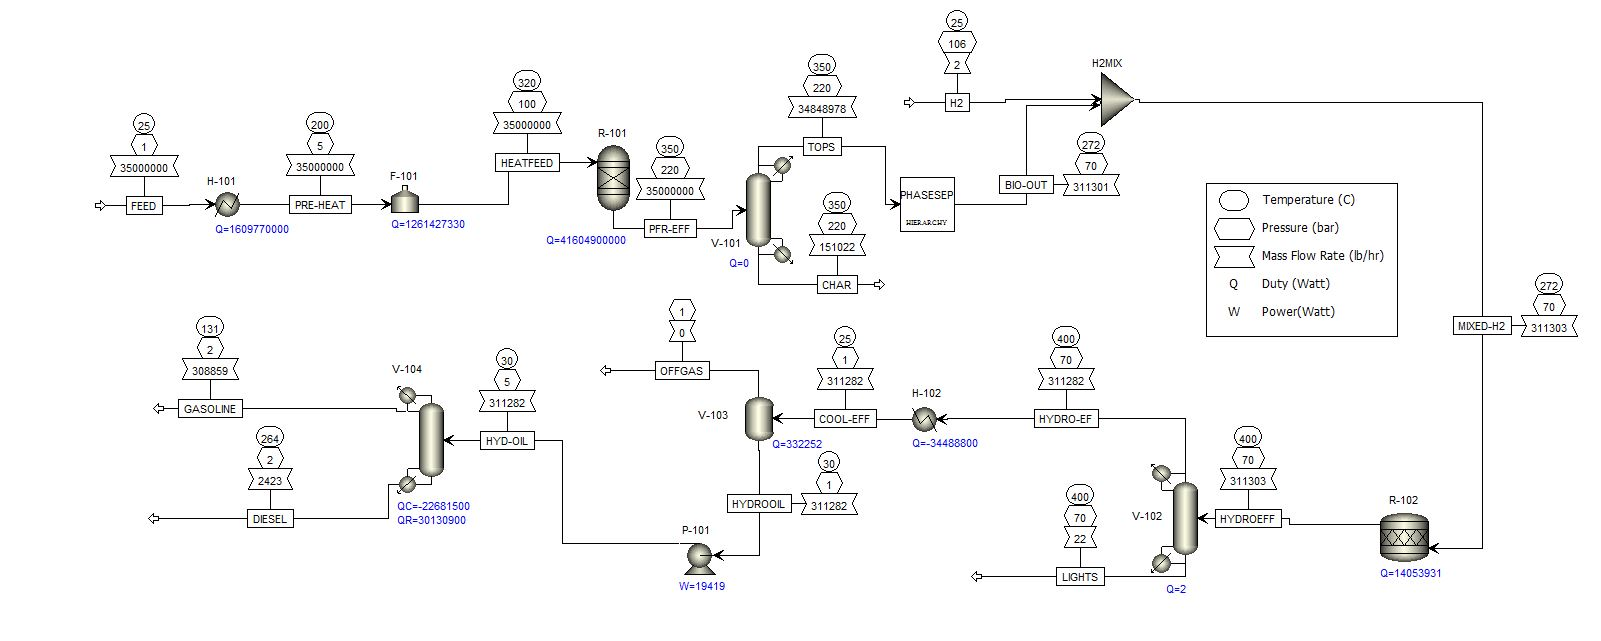 25
106
2
H2
H2MIX
350
220
34848978
TOPS
320
100
35000000
HEATFEED
R-101
25
1
35000000
FEED
H-101
Q=1609770000
200
5
35000000
PRE-HEAT
F-101
Q=1261427330
350
220
35000000
PFR-EFF
Q=41604900000
V-101
Q=0
350
220
151022
CHAR
PHASESEP
HIERARCHY
272
70
311301
BIO-OUT
Temperature (C)
Pressure (bar)
Mass Flow Rate (lb/hr)
Q Duty (Watt)
W Power(Watt)
272
70
311303
MIXED-H2
131
2
308859
GASOLINE
V-104
30
5
311282
HYD-OIL
264
2
2423
DIESEL
QC=-22681500
QR=30130900
1
0
OFFGAS
V-103
Q=332252
25
1
311282
COOL-EFF
H-102
Q=-34488800
400
70
311282
HYDRO-EF
30
1
311282
HYDROOIL
P-101
W=19419
400
70
22
LIGHTS
V-102
Q=2
400
70
311303
HYDROEFF
R-102
Q=14053931